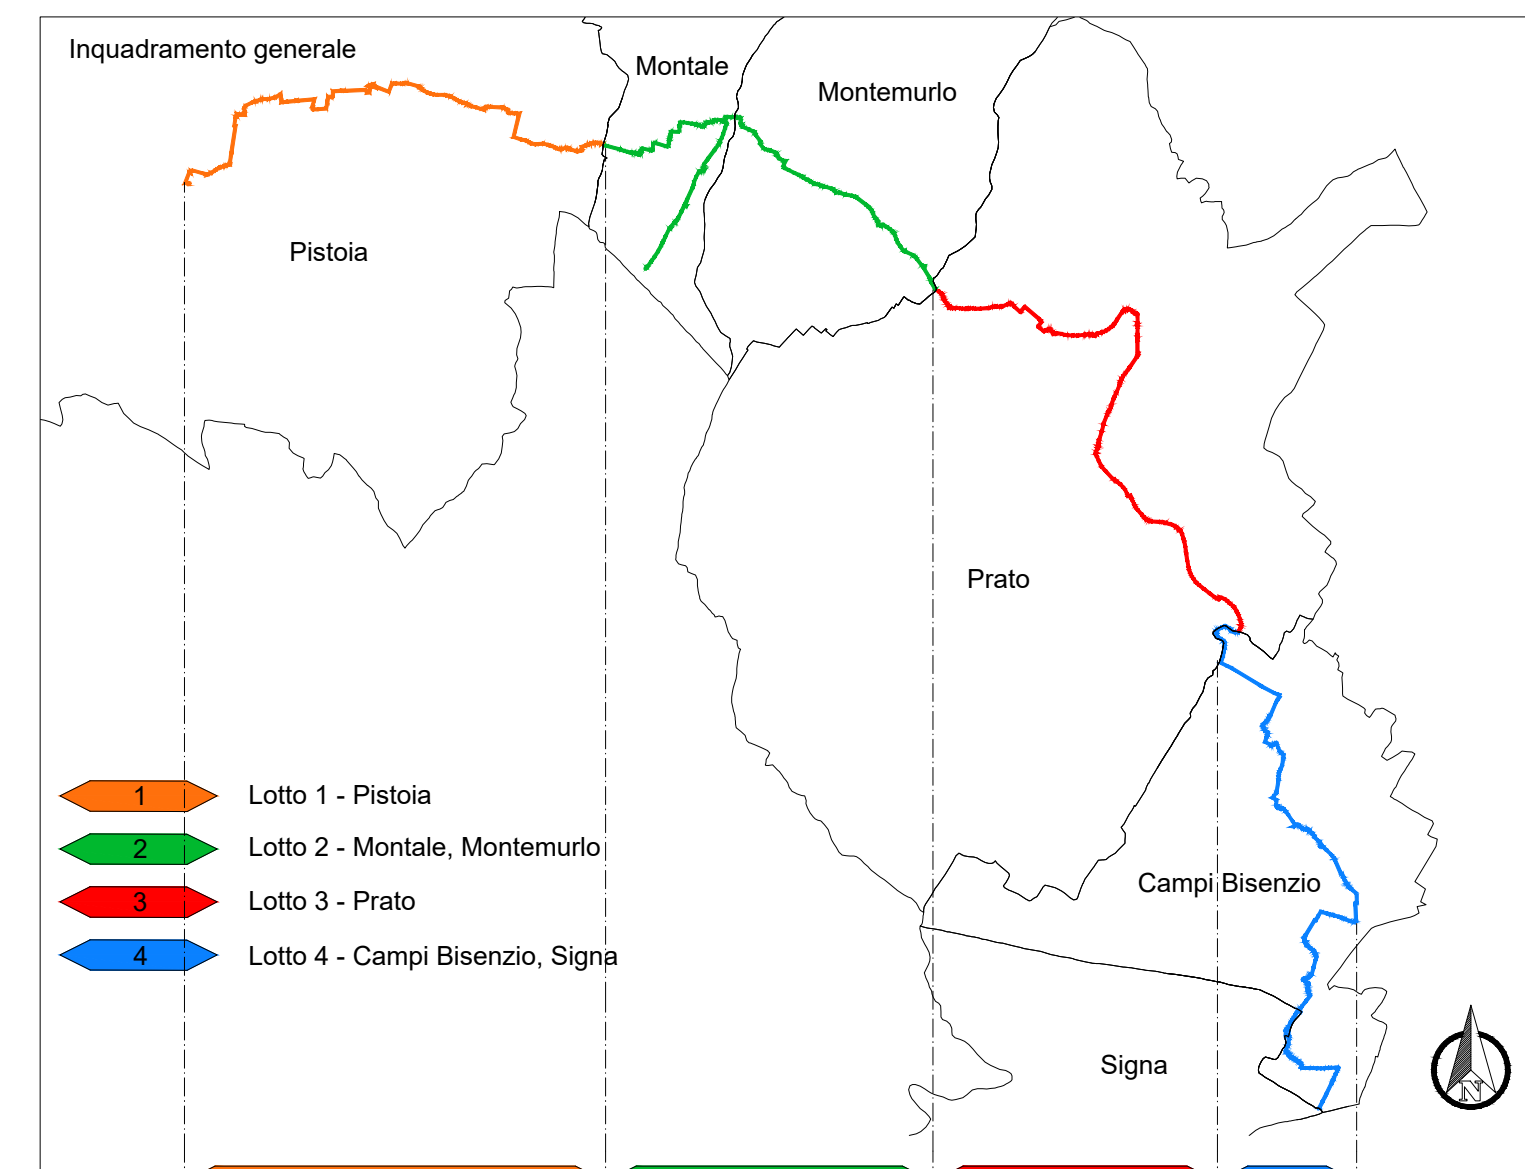 Inquadramento generale
Montale
Montemurlo
Pistoia
Prato
1 Lotto 1 - Pistoia
2 Lotto 2 - Montale, Montemurlo
3 Lotto 3 - Prato
4 Lotto 4 - Campi Bisenzio, Signa
Campi Bisenzio
Signa
N